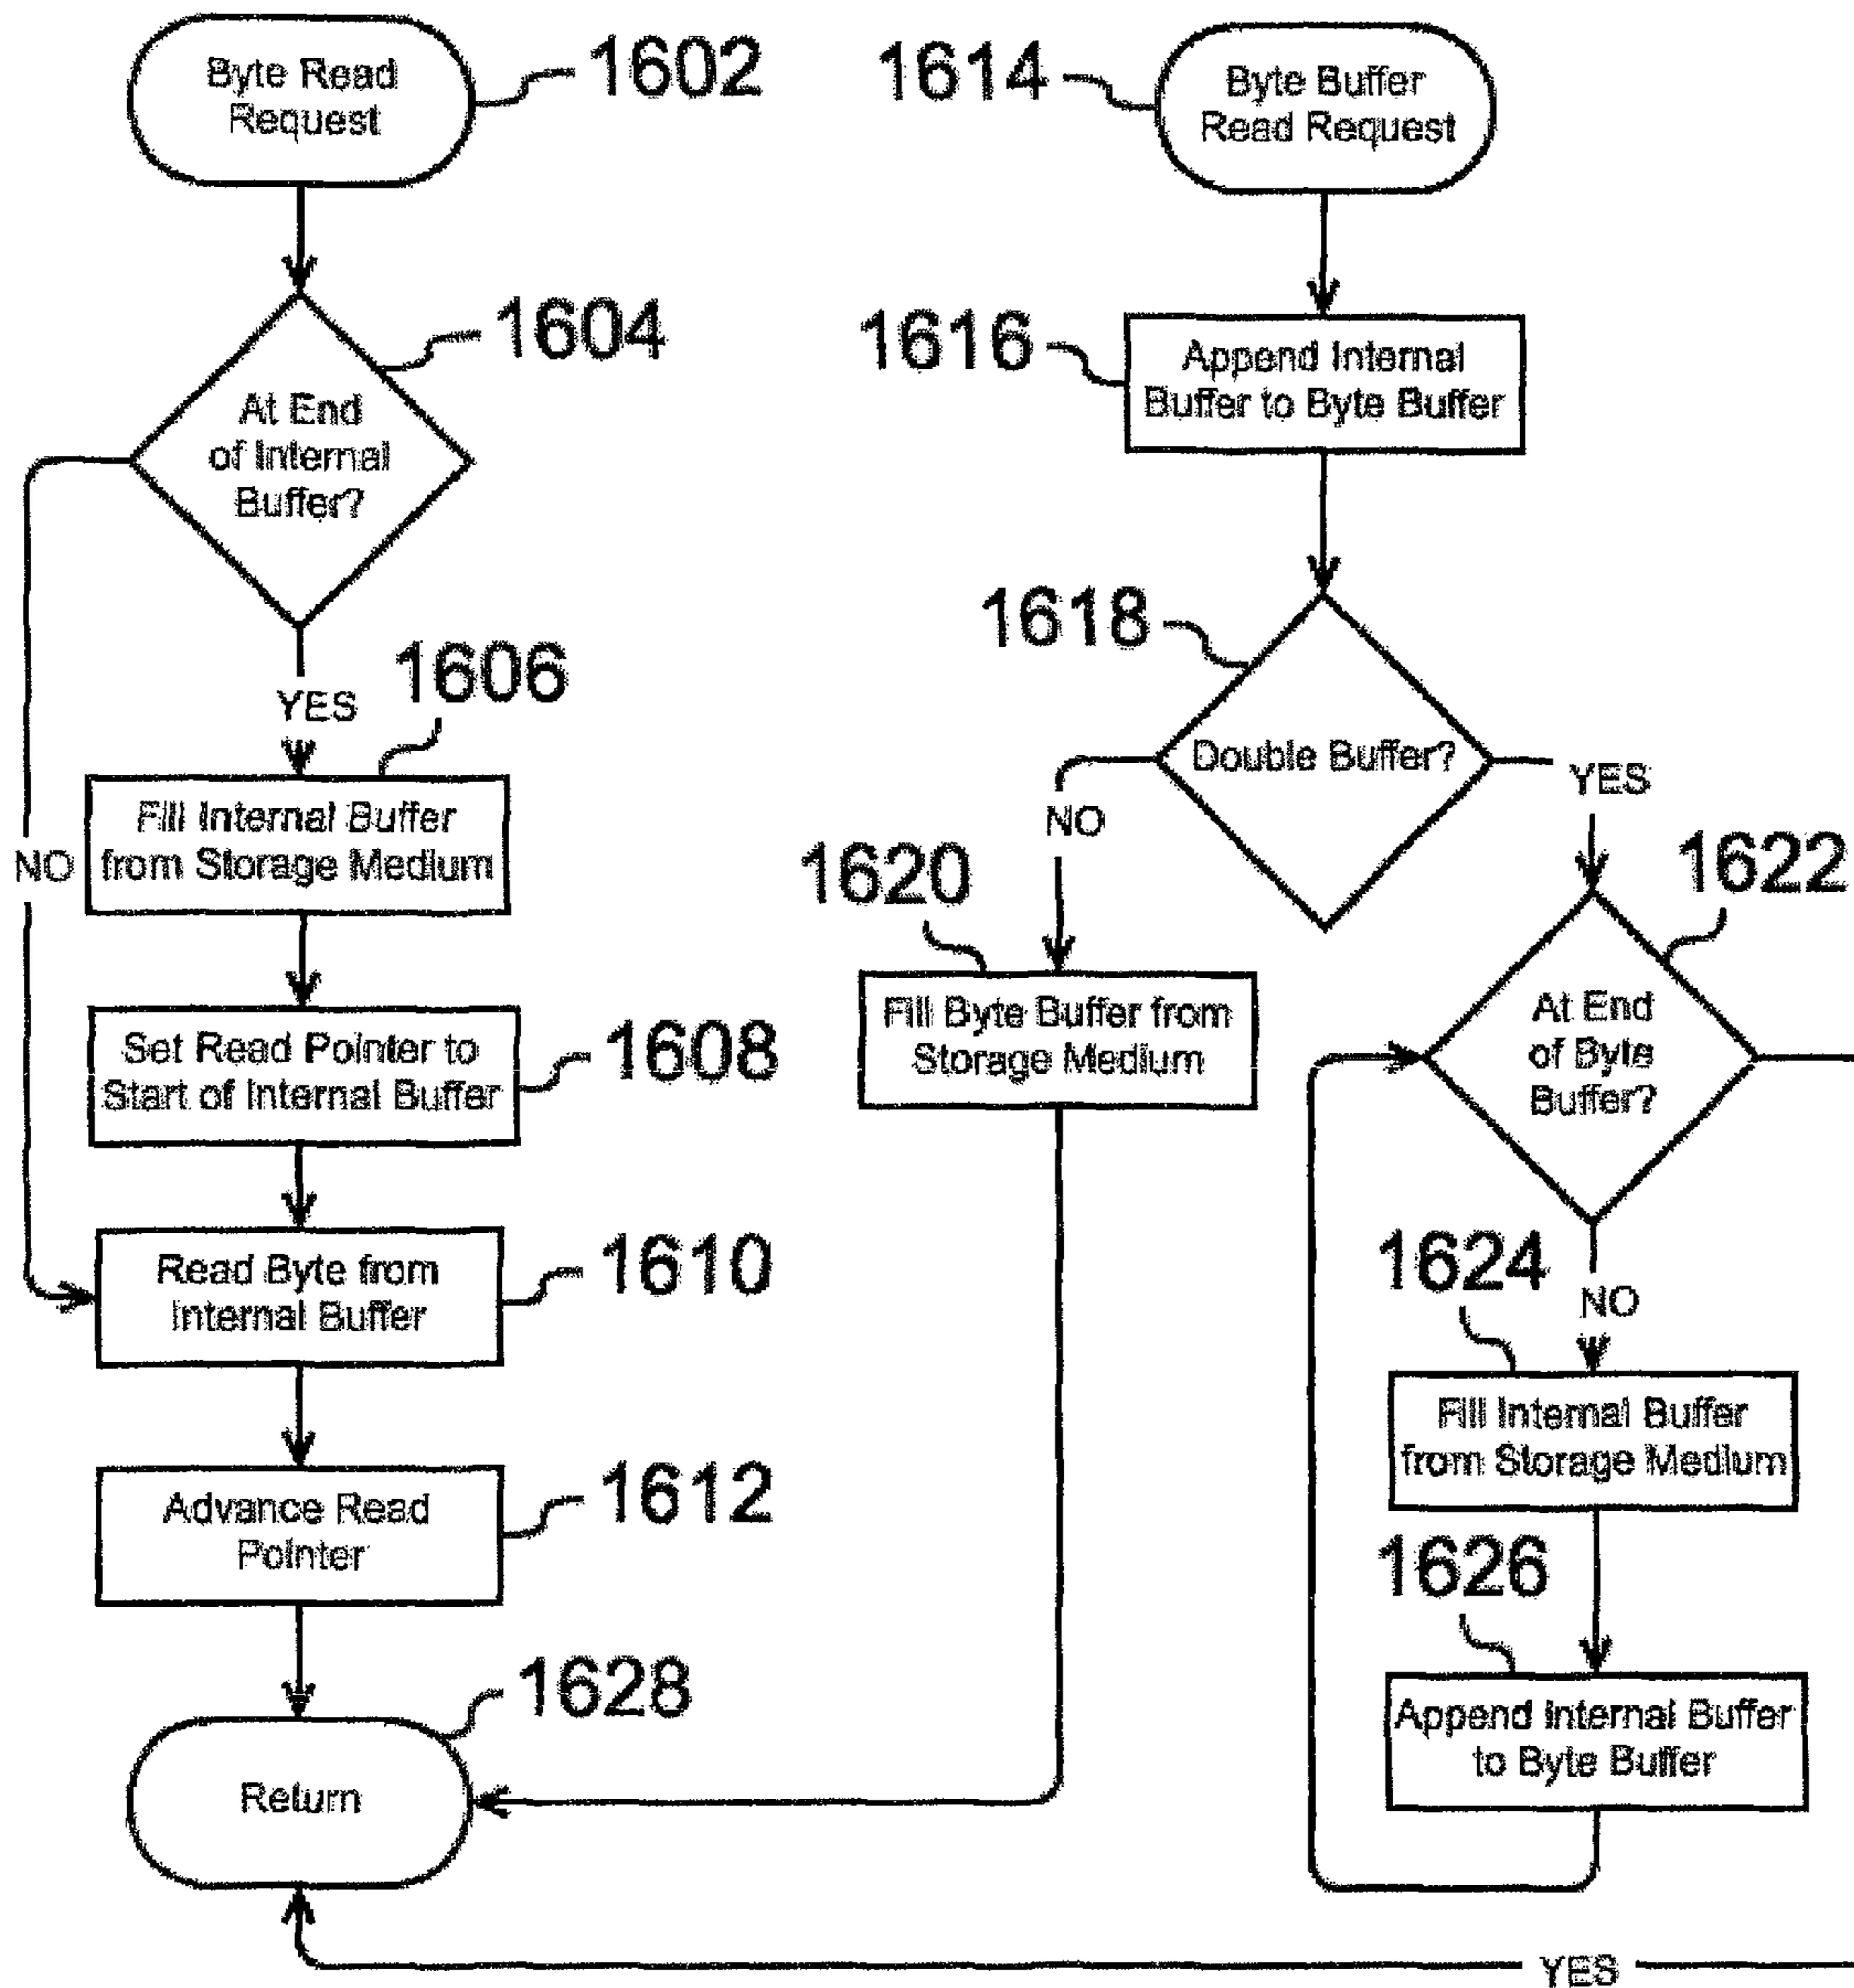 Byte Read
Request
1602
At End
of Internal
Buffer?
1604
YES
NO
1606
Fill Internal Buffer
from Storage Medium
Set Read Pointer to
Start of Internal Buffer
1608
Read Byte from
Internal Buffer
1610
Advance Read
Pointer
1612
Return
1628
1614
Byte Buffer
Read Request
1616
Append Internal
Buffer to Byte Buffer
1618
Double Buffer?
NO
YES
1620
Fill Byte Buffer from
Storage Medium
1622
At End
of Byte
Buffer?
1624
NO
Fill Internal Buffer
from Storage Medium
1626
Append Internal Buffer
to Byte Buffer
YES